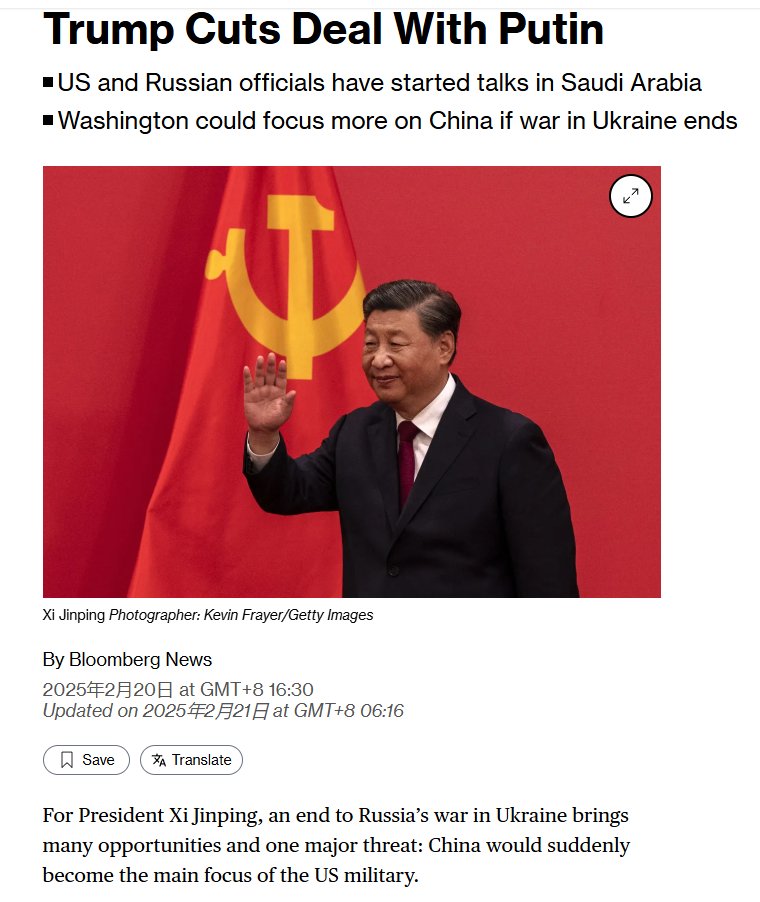 Trump Cuts Deal With Putin
▪US and Russian officials have started talks in Saudi Arabia
▪Washington could focus more on China if war in Ukraine ends
Xi Jinping Photographer: Kevin Frayer/Getty Images
By Bloomberg News
2025年2月20日 at GMT+8 16:30
Updated on 2025年2月21日 at GMT+8 06:16
Save
Translate
For President Xi Jinping, an end to Russia’s war in Ukraine brings
many opportunities and one major threat: China would suddenly
become the main focus of the US military.